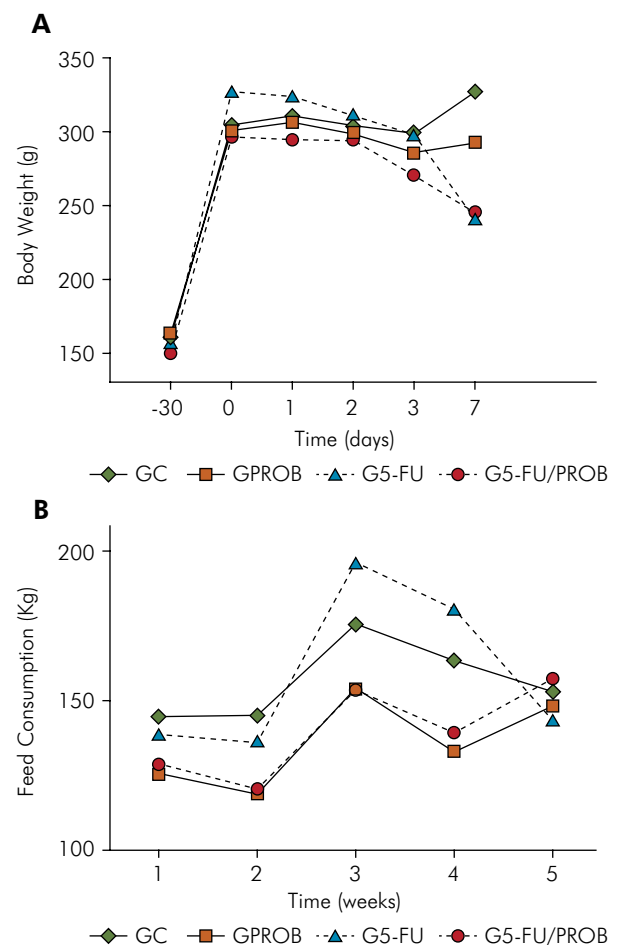 A
350
300
250
200
150
Body Weight (g)
-30 0 1 2 3 7
Time (days)
GC GPROB G5-FU G5-FU/PROB
B
200
150
100
Feed Consumption (Kg)
1 2 3 4 5
Time (weeks)
GC GPROB G5-FU G5-FU/PROB